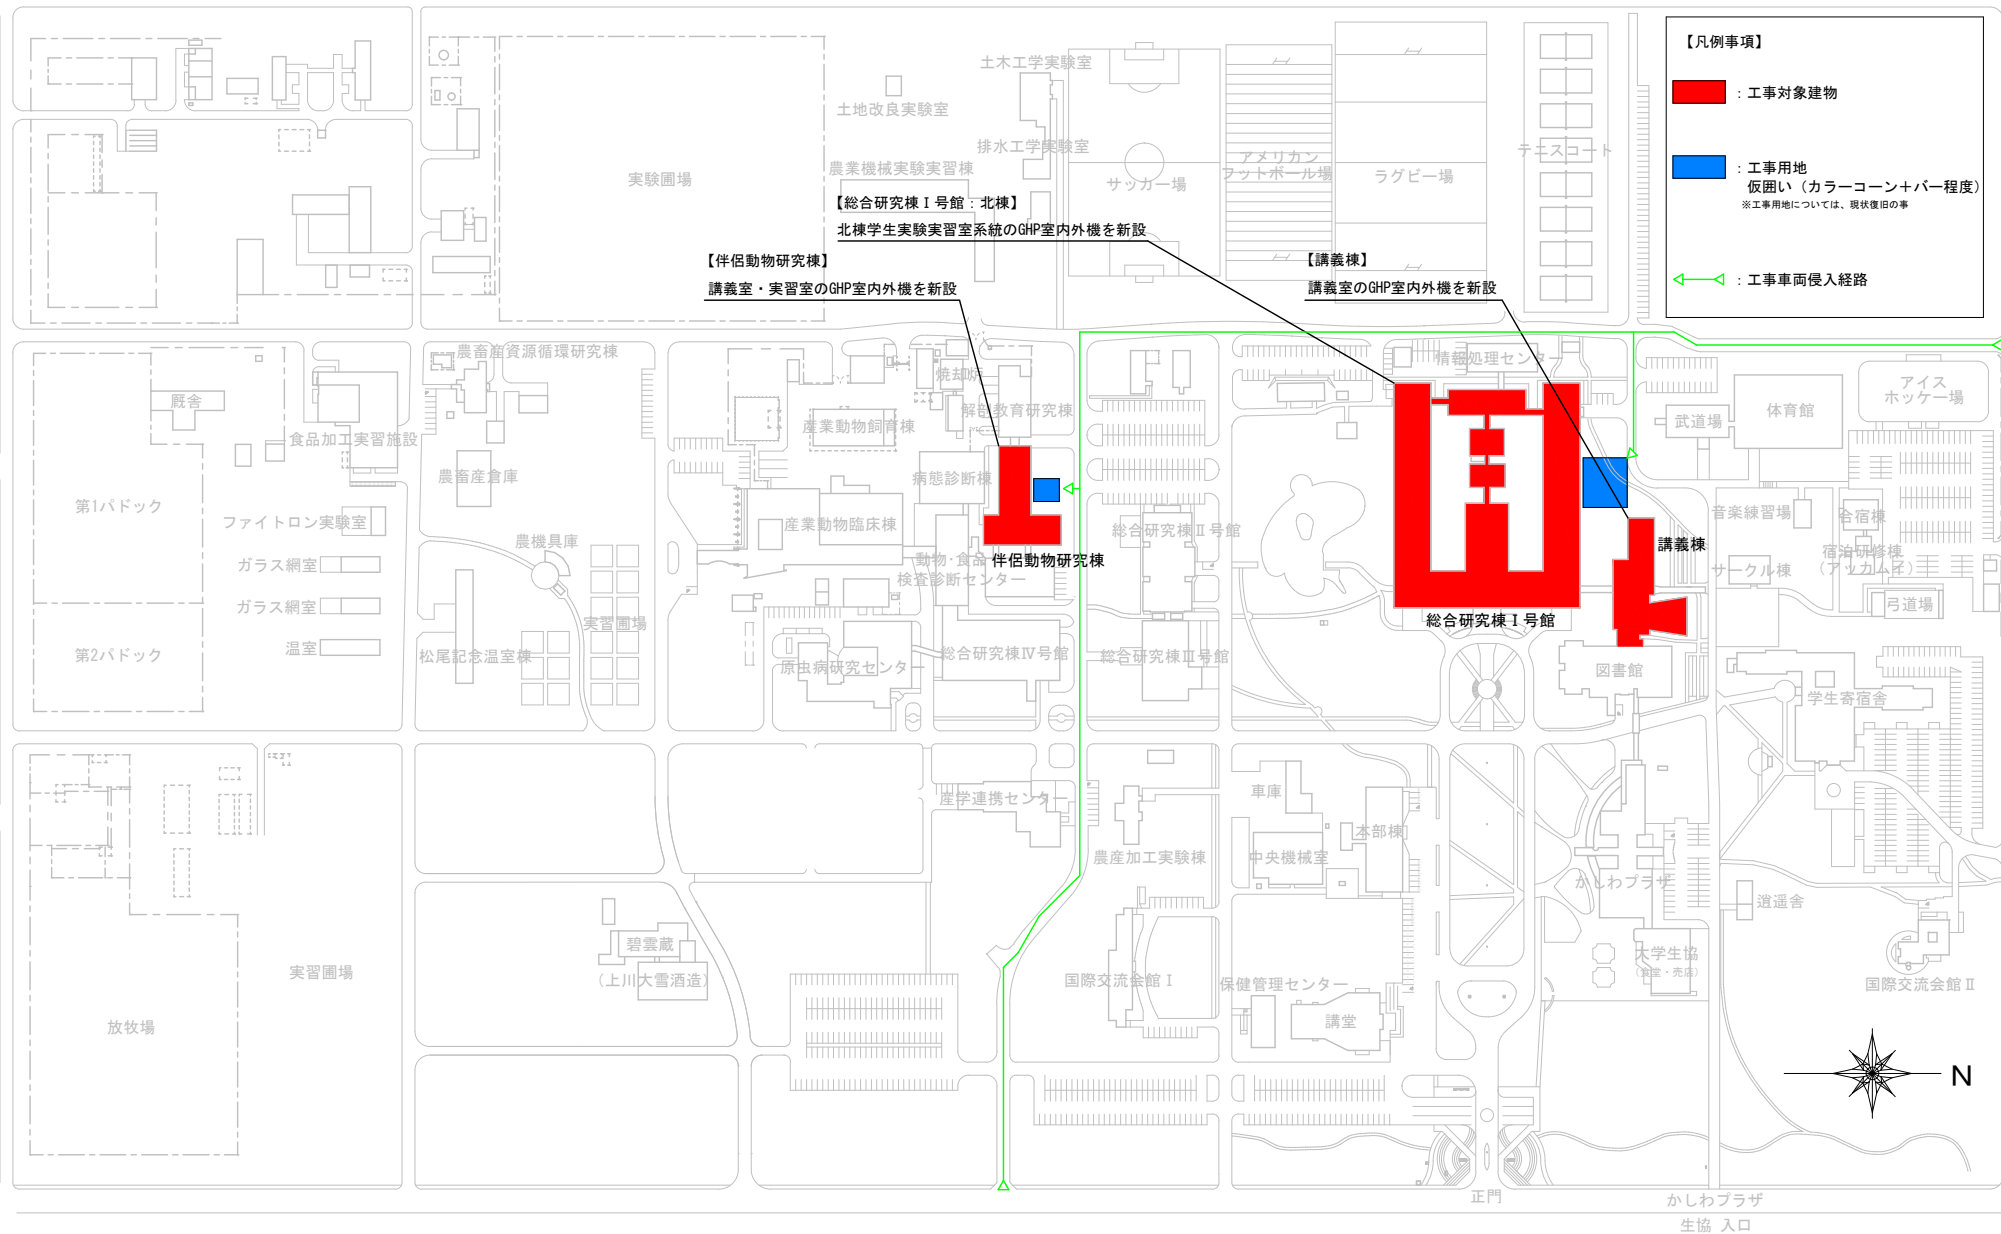 【凡例事項】
：工事対象建物
：工事用地
仮囲い（カラーコーン＋バー程度）
※工事用地については、現状復旧の事
：工事車両侵入経路
土木工学実験室
土地改良実験室
排水工学実験室
農業機械実験実習棟
実験圃場
サッカー場
アメリカン
フットボール場
ラグビー場
テニスコート
【総合研究棟Ⅰ号館：北棟】
北棟学生実験実習室系統のGHP室内外機を新設
【伴侶動物研究棟】
講義室・実習室のGHP室内外機を新設
【講義棟】
講義室のGHP室内外機を新設
農畜産資源循環研究棟
焼却炉
情報処理センター
厩舎
食品加工実習施設
産業動物飼育棟
解剖教育研究棟
武道場
体育館
アイス
ホッケー場
農畜産倉庫
病態診断棟
第1パドック
ファイトロン実験室
産業動物臨床棟
総合研究棟Ⅱ号館
音楽練習場
合宿棟
農機具庫
動物・食品
検査診断センター
伴侶動物研究棟
講義棟
宿泊研修棟
（アッカムイ）
サークル棟
ガラス網室
ガラス網室
弓道場
実習圃場
総合研究棟Ⅰ号館
温室
第2パドック
松尾記念温室棟
原虫病研究センター
総合研究棟Ⅳ号館
総合研究棟Ⅲ号館
図書館
学生寄宿舎
産学連携センター
車庫
本部棟
農産加工実験棟
中央機械室
かしわプラザ
逍遥舎
碧雲蔵
（上川大雪酒造）
実習圃場
放牧場
国際交流会館Ⅰ
保健管理センター
講堂
大学生協
（食堂・売店）
国際交流会館Ⅱ
N
正門
かしわプラザ
生協 入口